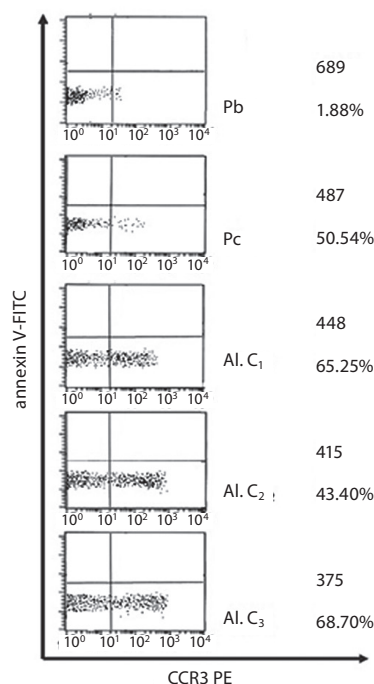 annexin V-FITC
689
Pb
1.88%
10⁰ 10¹ 10² 10³ 10⁴
487
Pc
50.54%
10⁰ 10¹ 10² 10³ 10⁴
448
Al. C₁
65.25%
10⁰ 10¹ 10² 10³ 10⁴
415
Al. C₂
43.40%
10⁰ 10¹ 10² 10³ 10⁴
375
Al. C₃
68.70%
10⁰ 10¹ 10² 10³ 10⁴
CCR3 PE